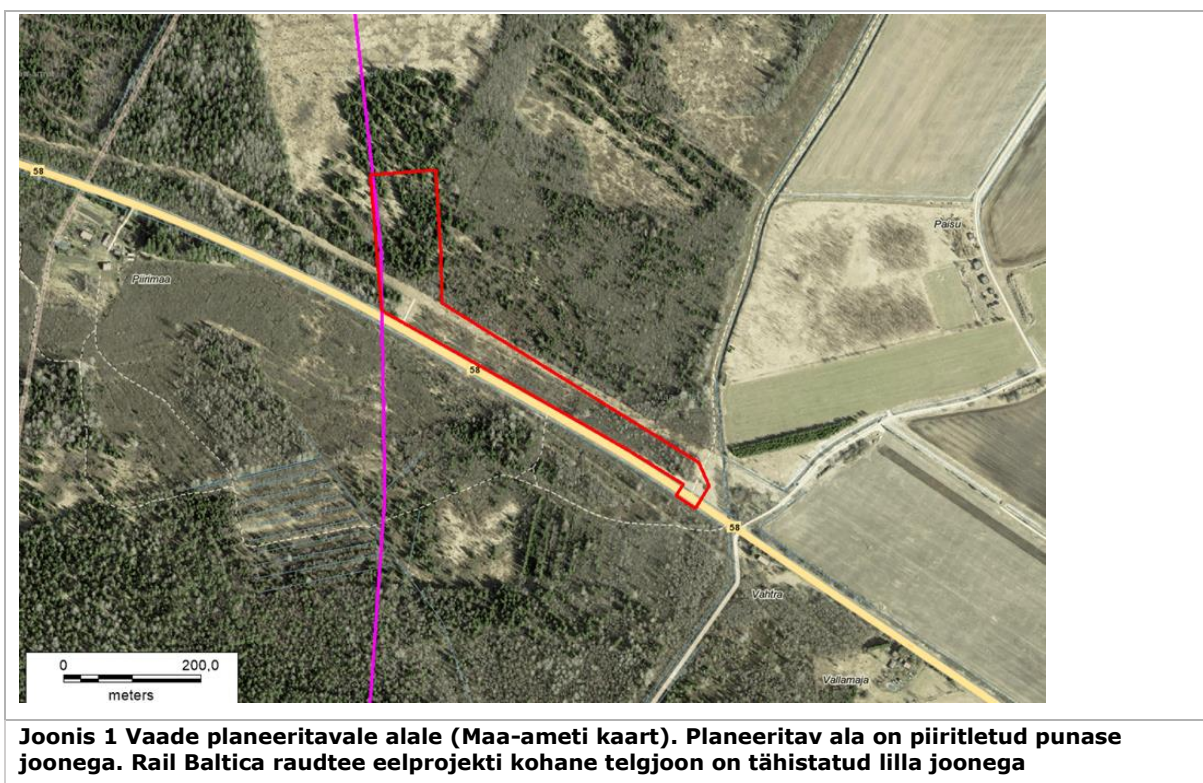 58
Piirimaa
Paisu
58
58
Vahtra
Vallamaja
0 200,0
meters
Joonis 1 Vaade planeeritavale alale (Maa-ameti kaart). Planeeritav ala on piiritletud punase
joonega. Rail Baltica raudtee eelprojekti kohane telgjoon on tähistatud lilla joonega